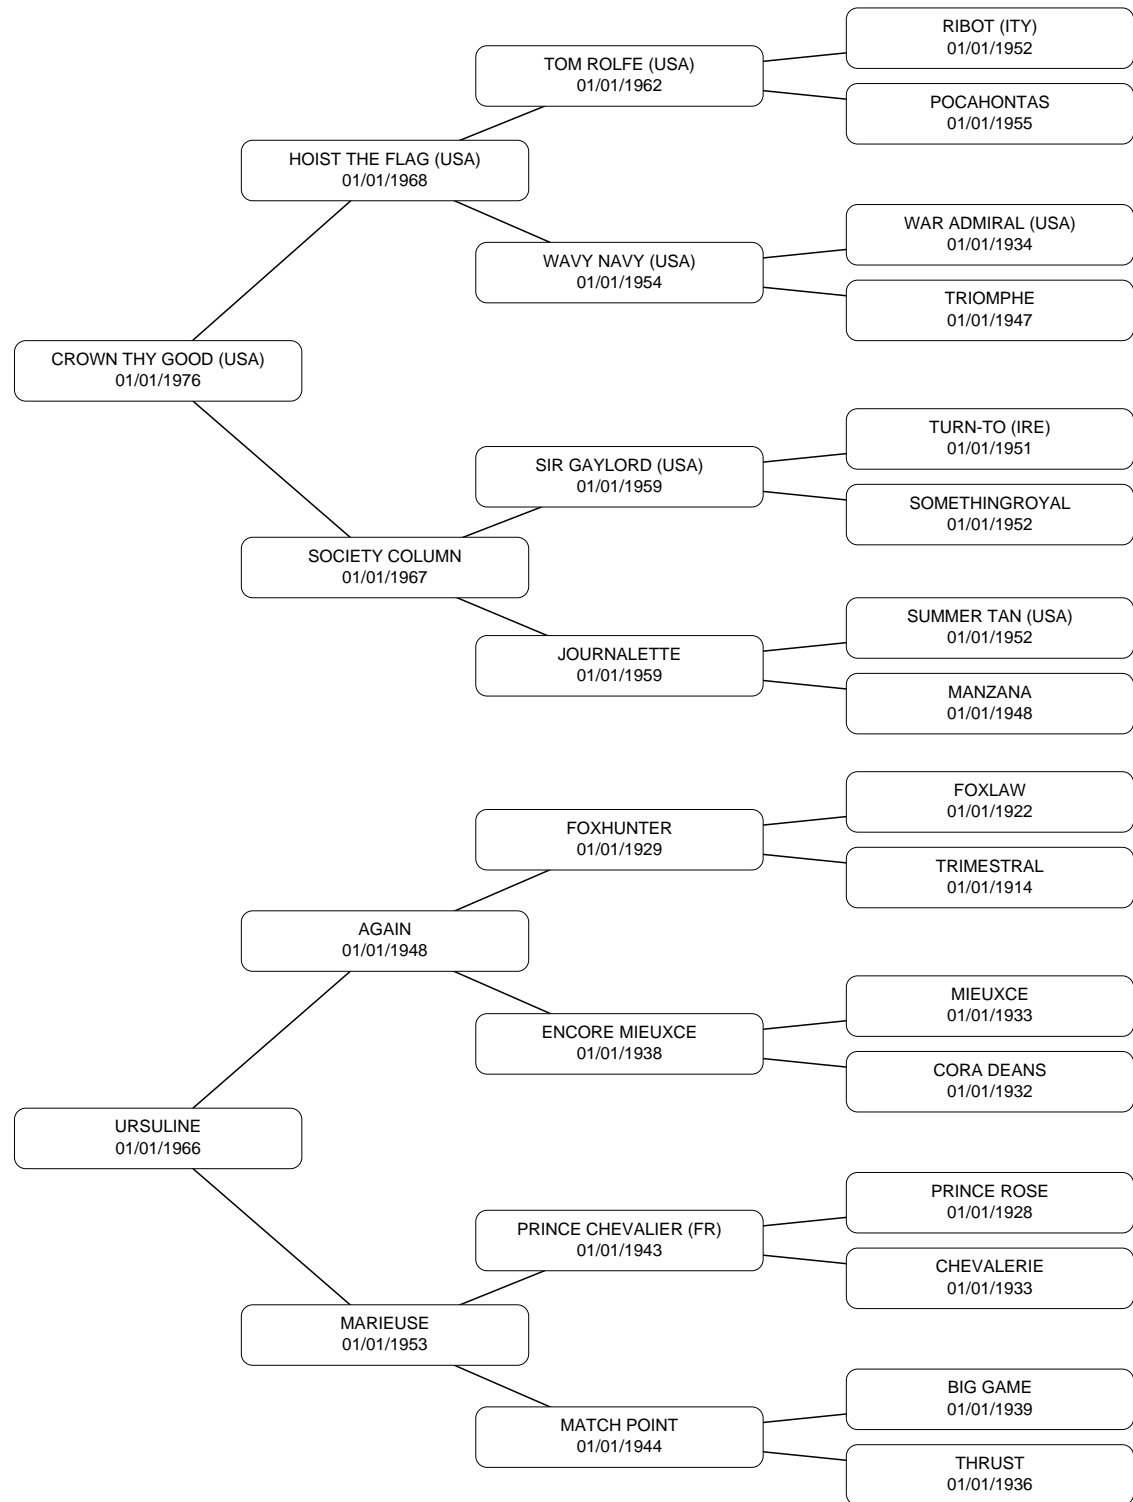 RIBOT (ITY)
01/01/1952
TOM ROLFE (USA)
01/01/1962
POCAHONTAS
01/01/1955
HOIST THE FLAG (USA)
01/01/1968
WAR ADMIRAL (USA)
01/01/1934
WAVY NAVY (USA)
01/01/1954
TRIOMPHE
01/01/1947
CROWN THY GOOD (USA)
01/01/1976
TURN-TO (IRE)
01/01/1951
SIR GAYLORD (USA)
01/01/1959
SOMETHINGROYAL
01/01/1952
SOCIETY COLUMN
01/01/1967
SUMMER TAN (USA)
01/01/1952
JOURNALETTE
01/01/1959
MANZANA
01/01/1948
FOXLAW
01/01/1922
FOXHUNTER
01/01/1929
TRIMESTRAL
01/01/1914
AGAIN
01/01/1948
MIEUXCE
01/01/1933
ENCORE MIEUXCE
01/01/1938
CORA DEANS
01/01/1932
URSULINE
01/01/1966
PRINCE ROSE
01/01/1928
PRINCE CHEVALIER (FR)
01/01/1943
CHEVALERIE
01/01/1933
MARIEUSE
01/01/1953
BIG GAME
01/01/1939
MATCH POINT
01/01/1944
THRUST
01/01/1936